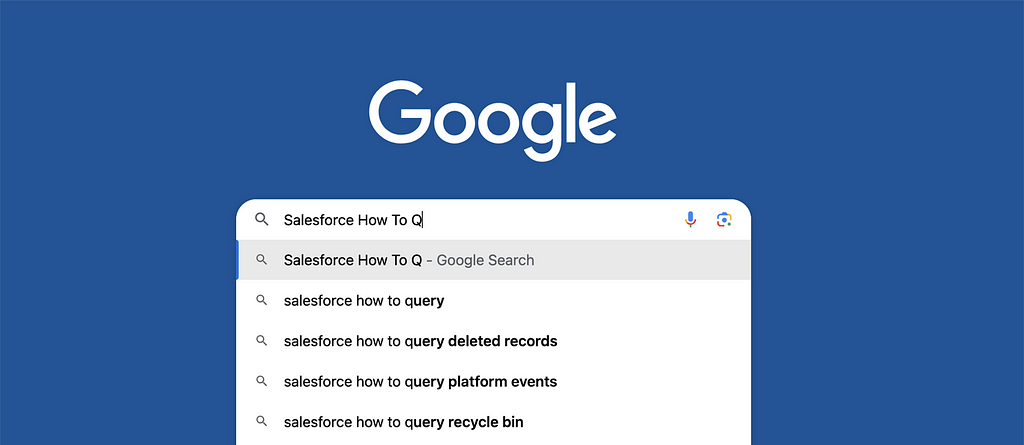 Google
Salesforce How To Q
Salesforce How To Q - Google Search
salesforce how to query
salesforce how to query deleted records
salesforce how to query platform events
salesforce how to query recycle bin